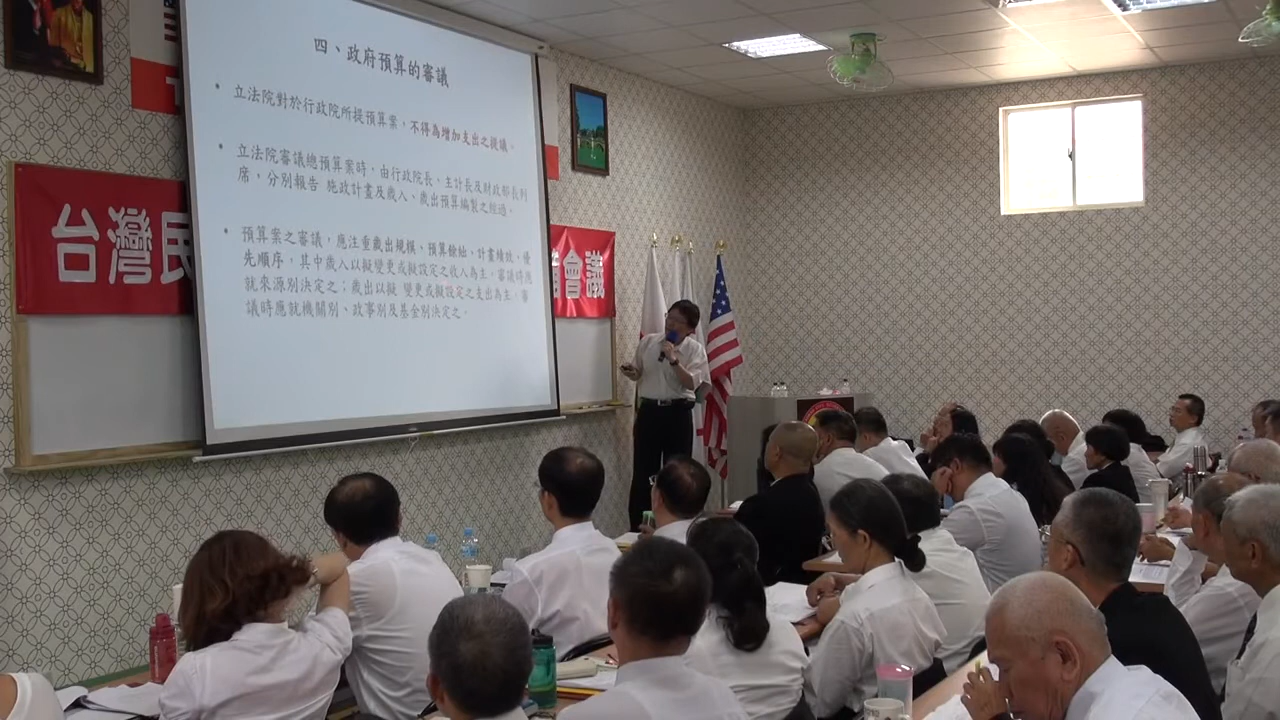 四、政府預算的審議
• 立法院對於行政院所提預算案，不得為增加支出之提議。
• 立法院審議總預算案時，由行政院長、主計長及財政部長列
席，分別報告 施政計畫及歲入、歲出預算編製之經過。
• 預算案之審議，應注重歲出規模、預算餘絀、計畫績效、優
先順序，其中歲入以擬變更或擬設定之收入為主，審議時應
就來源別決定之；歲出以擬 變更或擬設定之支出為主，審
議時應就機關別、政事別及基金別決定之。
台灣民
會議